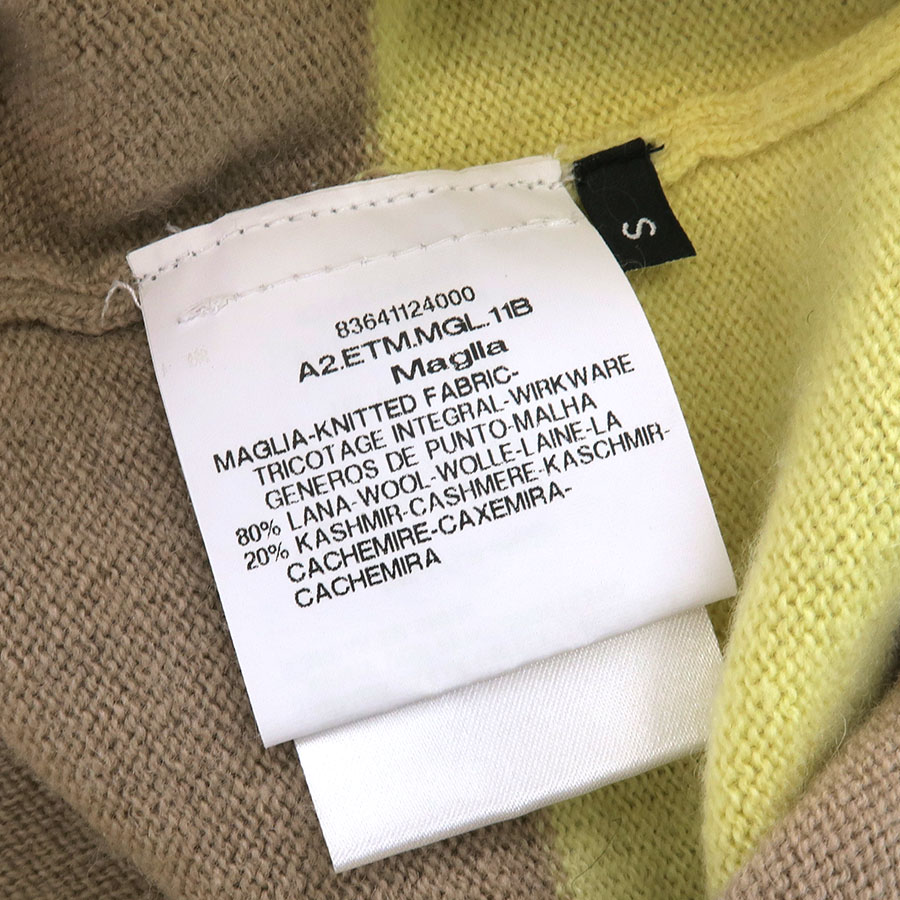 S
83641124000
A2.ETM.MGL.11B
Maglia
MAGLIA-KNITTED FABRIC-
TRICOTAGE INTEGRAL-WIRKWARE
GENEROS DE PUNTO-MALHA
80% LANA-WOOL-WOLLE-LAINE-LA
20% KASHMIR-CASHMERE-KASCHMIR-
CACHEMIRE-CAXEMIRA-
CACHEMIRA